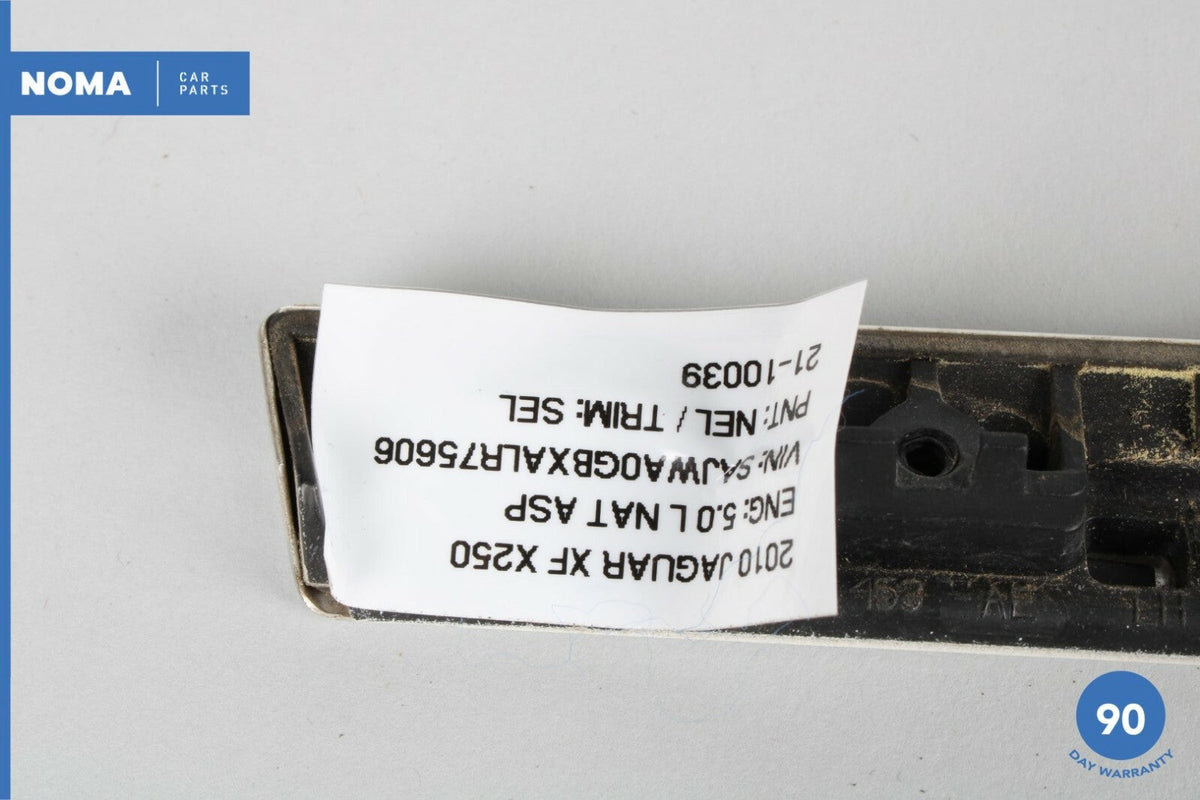 NOMA
CAR
PARTS
2010 JAGUAR XF X250
ENG: 5.0 L NAT ASP
VIN: SAJWA0GBXALR75606
PNT: NEL / TRIM: SEL
21-10039
LH
90
DAY WARRANTY